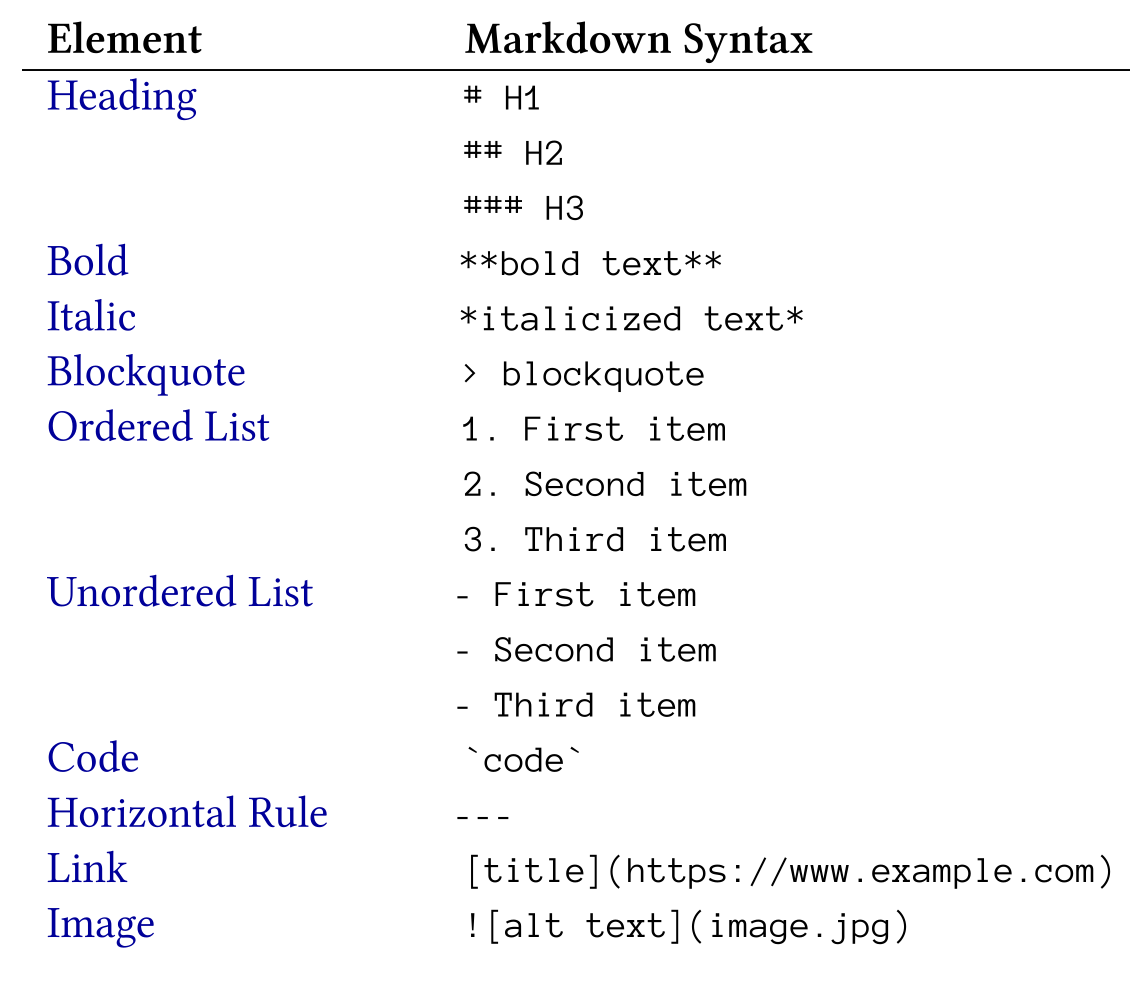 Element Markdown Syntax
Heading # H1
## H2
### H3
Bold **bold text**
Italic *italicized text*
Blockquote > blockquote
Ordered List 1. First item
2. Second item
3. Third item
Unordered List - First item
- Second item
- Third item
Code `code`
Horizontal Rule ---
Link [title](https://www.example.com)
Image ![alt text](image.jpg)